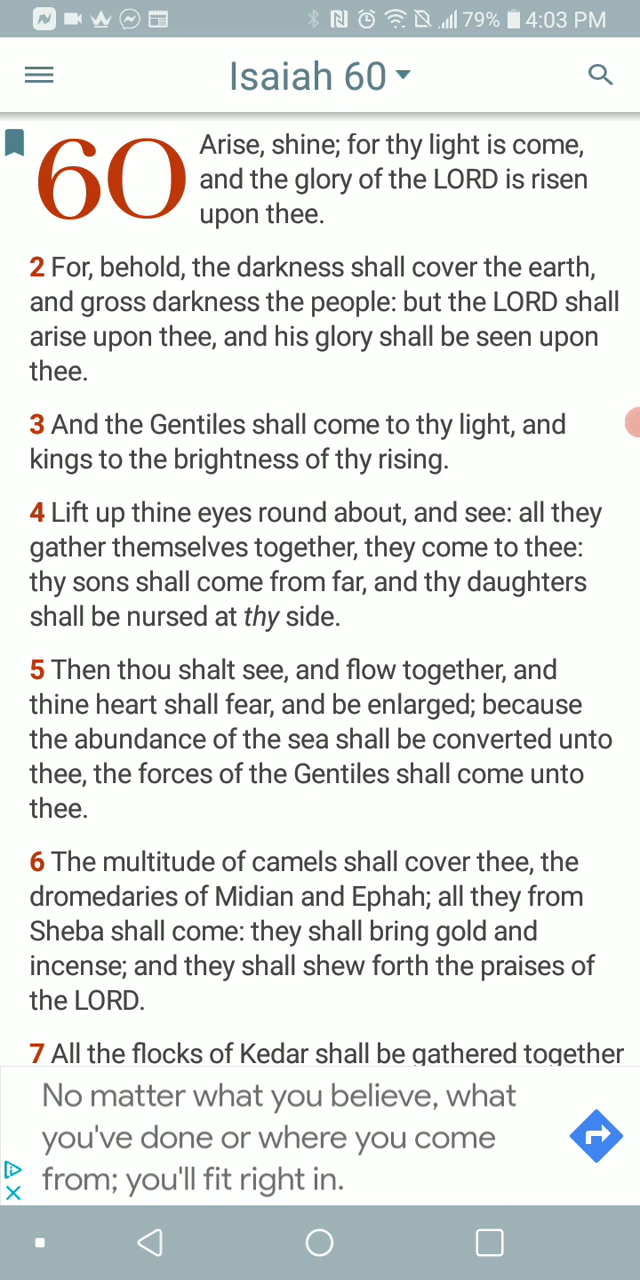 79% 4:03 PM
Isaiah 60
60 Arise, shine; for thy light is come,
and the glory of the LORD is risen
upon thee.
2 For, behold, the darkness shall cover the earth,
and gross darkness the people: but the LORD shall
arise upon thee, and his glory shall be seen upon
thee.
3 And the Gentiles shall come to thy light, and
kings to the brightness of thy rising.
4 Lift up thine eyes round about, and see: all they
gather themselves together, they come to thee:
thy sons shall come from far, and thy daughters
shall be nursed at thy side.
5 Then thou shalt see, and flow together, and
thine heart shall fear, and be enlarged; because
the abundance of the sea shall be converted unto
thee, the forces of the Gentiles shall come unto
thee.
6 The multitude of camels shall cover thee, the
dromedaries of Midian and Ephah; all they from
Sheba shall come: they shall bring gold and
incense; and they shall shew forth the praises of
the LORD.
7 All the flocks of Kedar shall be gathered together
No matter what you believe, what
you've done or where you come
from; you'll fit right in.